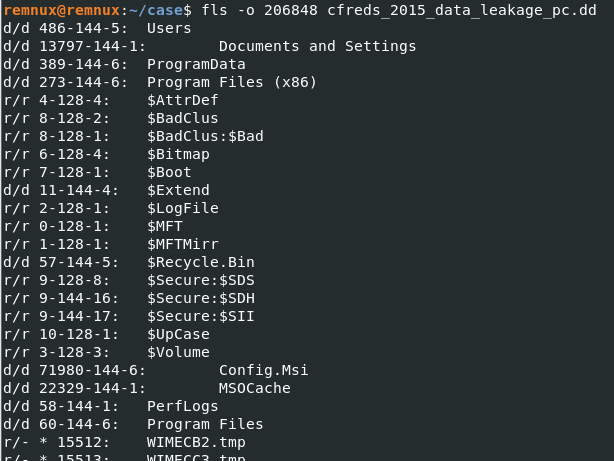 remnux@remnux:~/case$ fls -o 206848 cfreds_2015_data_leakage_pc.dd
d/d 486-144-5:	Users
d/d 13797-144-1:	Documents and Settings
d/d 389-144-6:	ProgramData
d/d 273-144-6:	Program Files (x86)
r/r 4-128-4:	$AttrDef
r/r 8-128-2:	$BadClus
r/r 8-128-1:	$BadClus:$Bad
r/r 6-128-4:	$Bitmap
r/r 7-128-1:	$Boot
d/d 11-144-4:	$Extend
r/r 2-128-1:	$LogFile
r/r 0-128-1:	$MFT
r/r 1-128-1:	$MFTMirr
d/d 57-144-5:	$Recycle.Bin
r/r 9-128-8:	$Secure:$SDS
r/r 9-144-16:	$Secure:$SDH
r/r 9-144-17:	$Secure:$SII
r/r 10-128-1:	$UpCase
r/r 3-128-3:	$Volume
d/d 71980-144-6:	Config.Msi
d/d 22329-144-1:	MSOCache
d/d 58-144-1:	PerfLogs
d/d 60-144-6:	Program Files
r/- * 15512:	WIMECB2.tmp
r/- * 15513:	WIMECC3.tmp